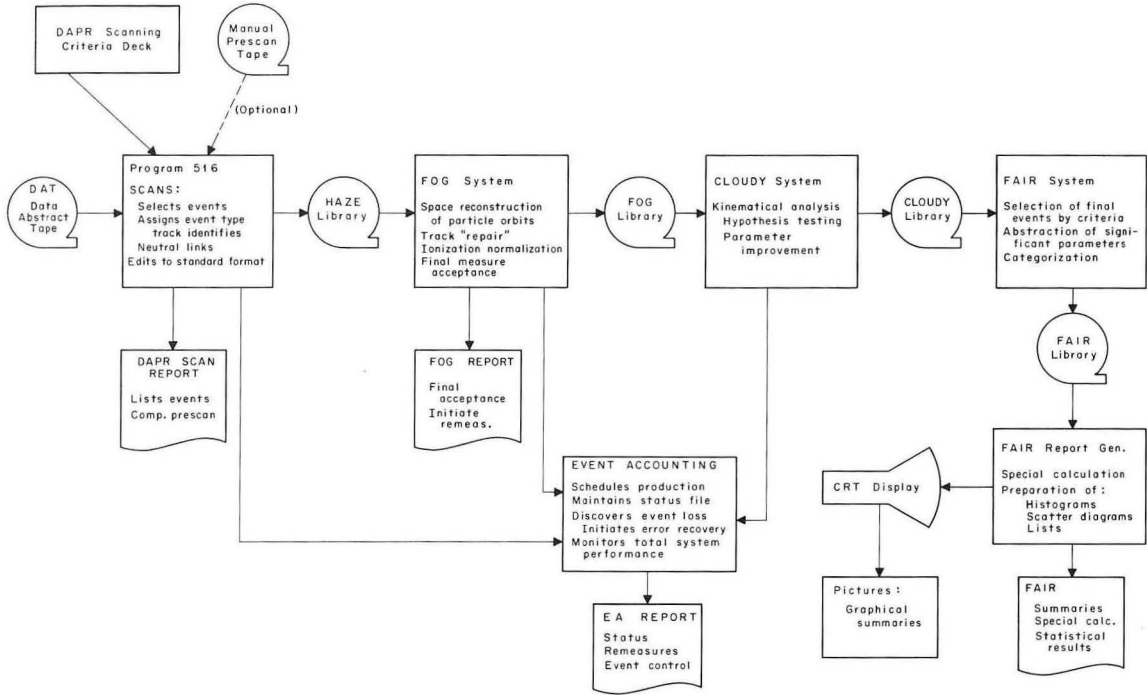 DAPR Scanning
Criteria Deck
Manual
Prescan
Tape
(Optional)
DAT
Data
Abstract
Tape
Program 516
SCANS:
Selects events
Assigns event type
track identifies
Neutral links
Edits to standard format
HAZE
Library
FOG System
Space reconstruction
of particle orbits
Track "repair"
Ionization normalization
Final measure
acceptance
FOG
Library
CLOUDY System
Kinematical analysis
Hypothesis testing
Parameter
improvement
CLOUDY
Library
FAIR System
Selection of final
events by criteria
Abstraction of signi-
ficant parameters
Categorization
DAPR SCAN
REPORT
Lists events
Comp. prescan
FOG REPORT
Final
acceptance
Initiate
remeas.
FAIR
Library
EVENT ACCOUNTING
Schedules production
Maintains status file
Discovers event loss
Initiates error recovery
Monitors total system
performance
CRT Display
FAIR Report Gen.
Special calculation
Preparation of:
Histograms
Scatter diagrams
Lists
EA REPORT
Status
Remeasures
Event control
Pictures:
Graphical
summaries
FAIR
Summaries
Special calc.
Statistical
results